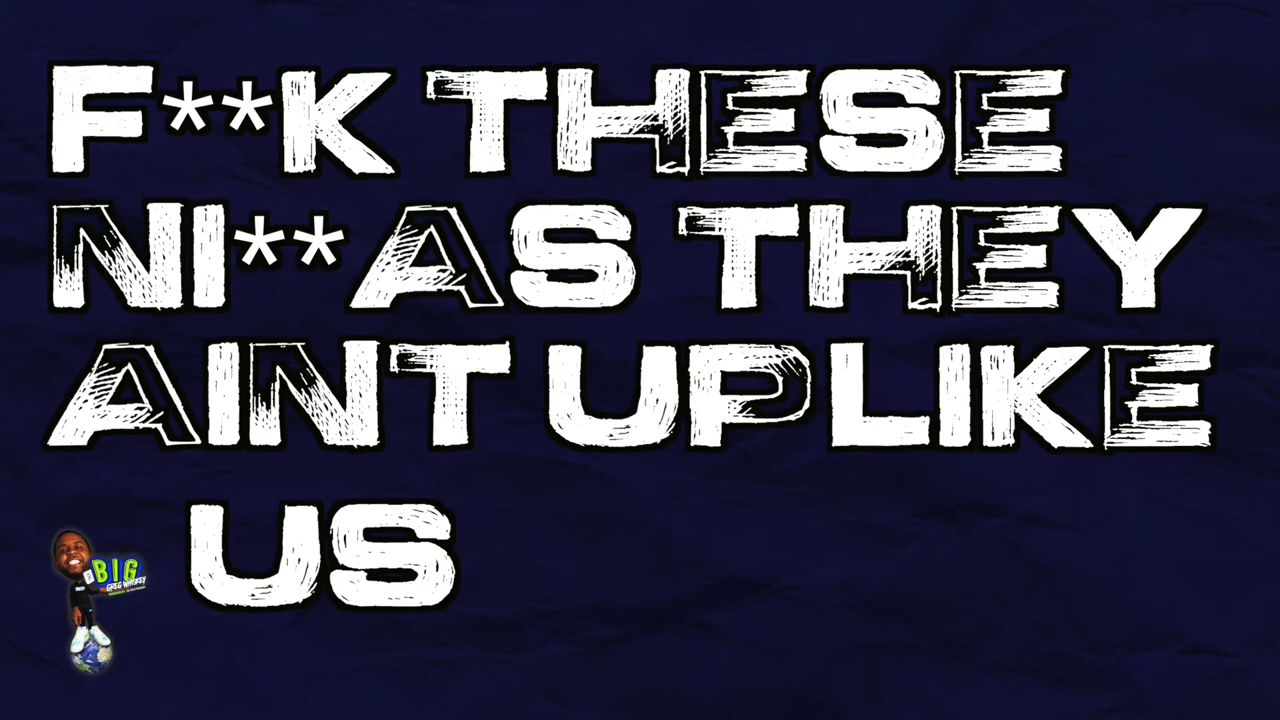 F**K THESE
NI**AS THEY
AINT UP LIKE
US
BIG
GREG WHISKEY